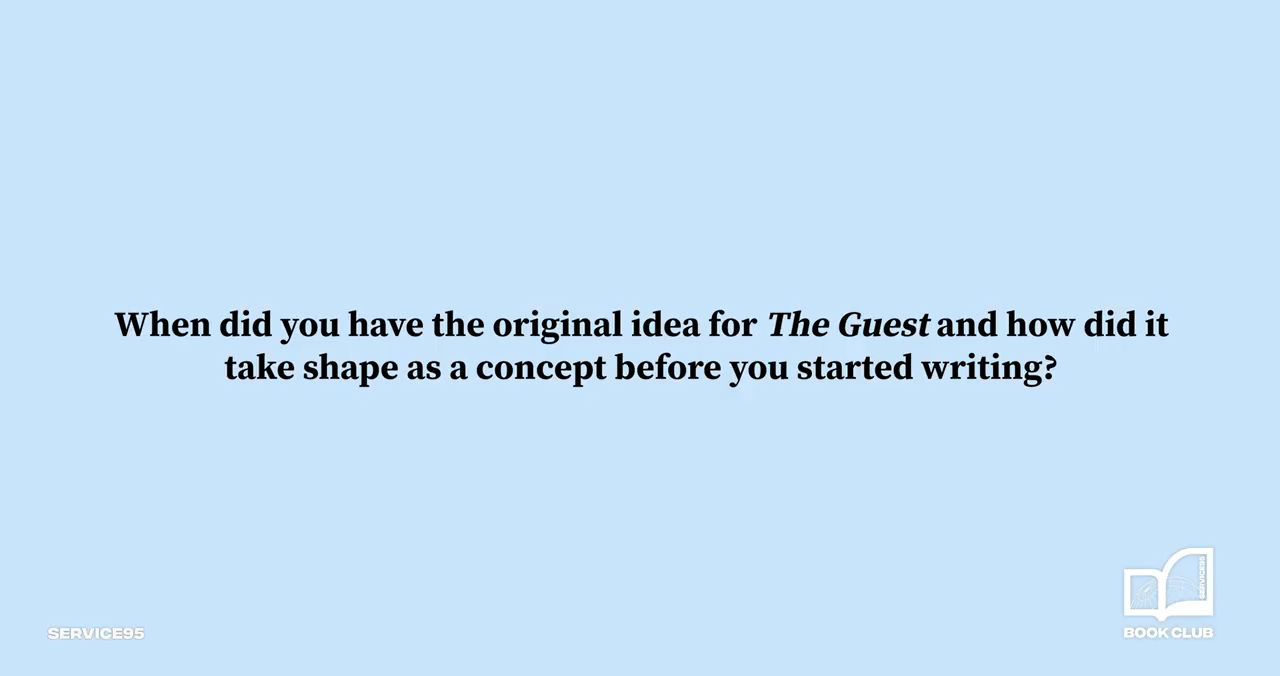 When did you have the original idea for The Guest and how did it
take shape as a concept before you started writing?
SERVICE95
SERVICE95
BOOK CLUB